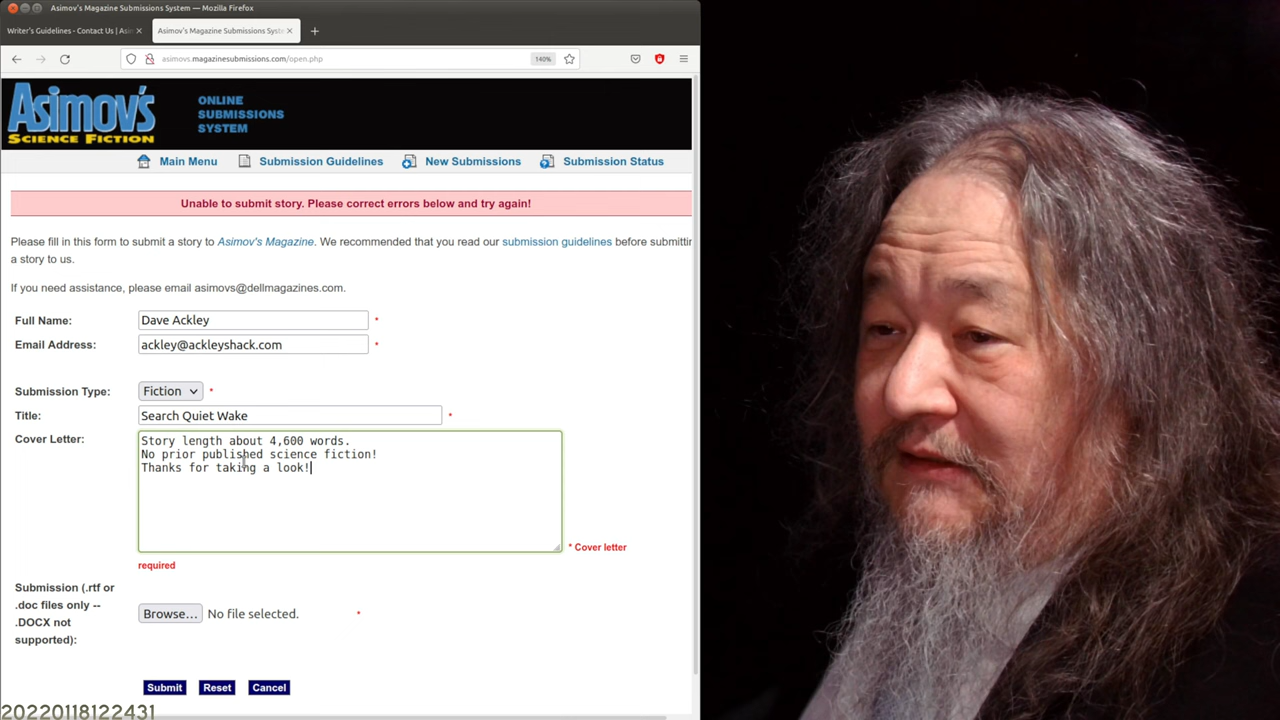 Asimov's Magazine Submissions System — Mozilla Firefox
Writer's Guidelines - Contact Us | Asi
Asimov's Magazine Submissions Syst
asimovs.magazinesubmissions.com/open.php
140%
Asimov's
SCIENCE FICTION
ONLINE
SUBMISSIONS
SYSTEM
Main Menu
Submission Guidelines
New Submissions
Submission Status
Unable to submit story. Please correct errors below and try again!
Please fill in this form to submit a story to Asimov's Magazine. We recommended that you read our submission guidelines before submittin
a story to us.
If you need assistance, please email asimovs@dellmagazines.com.
Full Name: Dave Ackley *
Email Address: ackley@ackleyshack.com *
Submission Type: Fiction *
Title: Search Quiet Wake *
Cover Letter: Story length about 4,600 words.
No prior published science fiction!
Thanks for taking a look!
* Cover letter
required
Submission (.rtf or
.doc files only --
.DOCX not
supported):
Browse... No file selected. *
Submit Reset Cancel
20220118122431